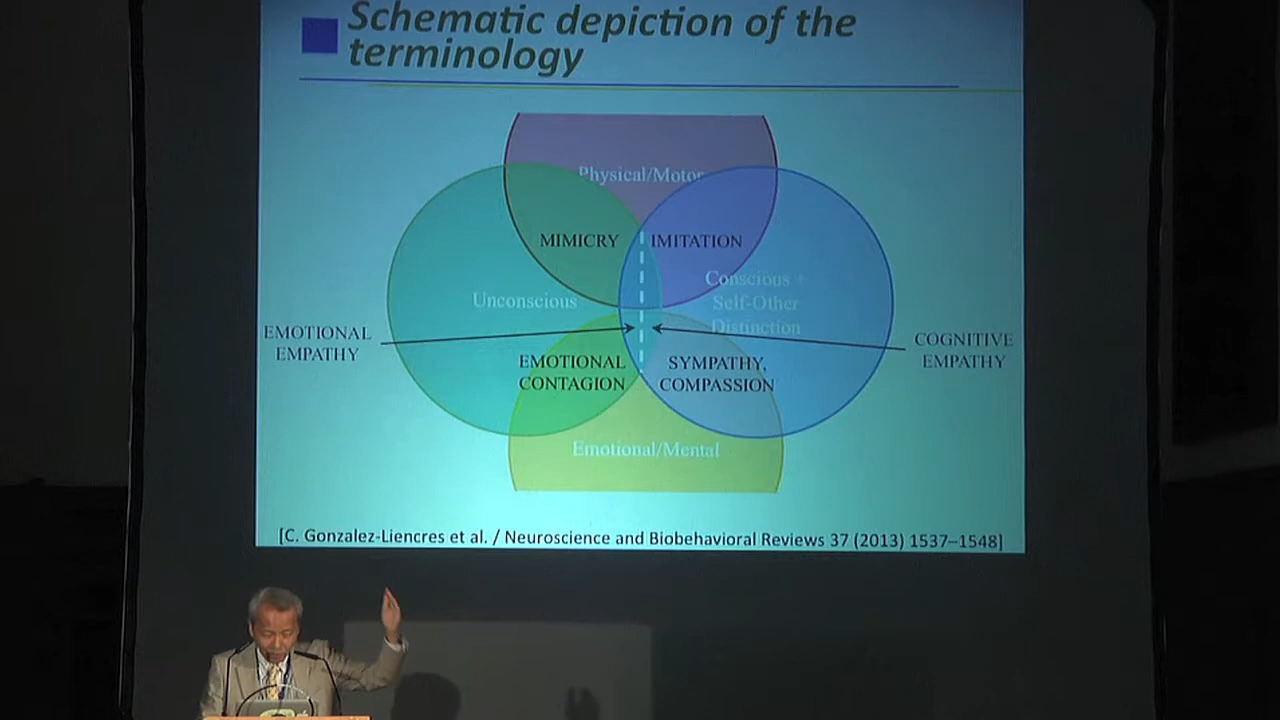 Schematic depiction of the
terminology
Physical/Motor
MIMICRY
IMITATION
Unconscious
Conscious +
Self-Other
Distinction
EMOTIONAL
EMPATHY
COGNITIVE
EMPATHY
EMOTIONAL
CONTAGION
SYMPATHY,
COMPASSION
Emotional/Mental
[C. Gonzalez-Liencres et al. / Neuroscience and Biobehavioral Reviews 37 (2013) 1537–1548]